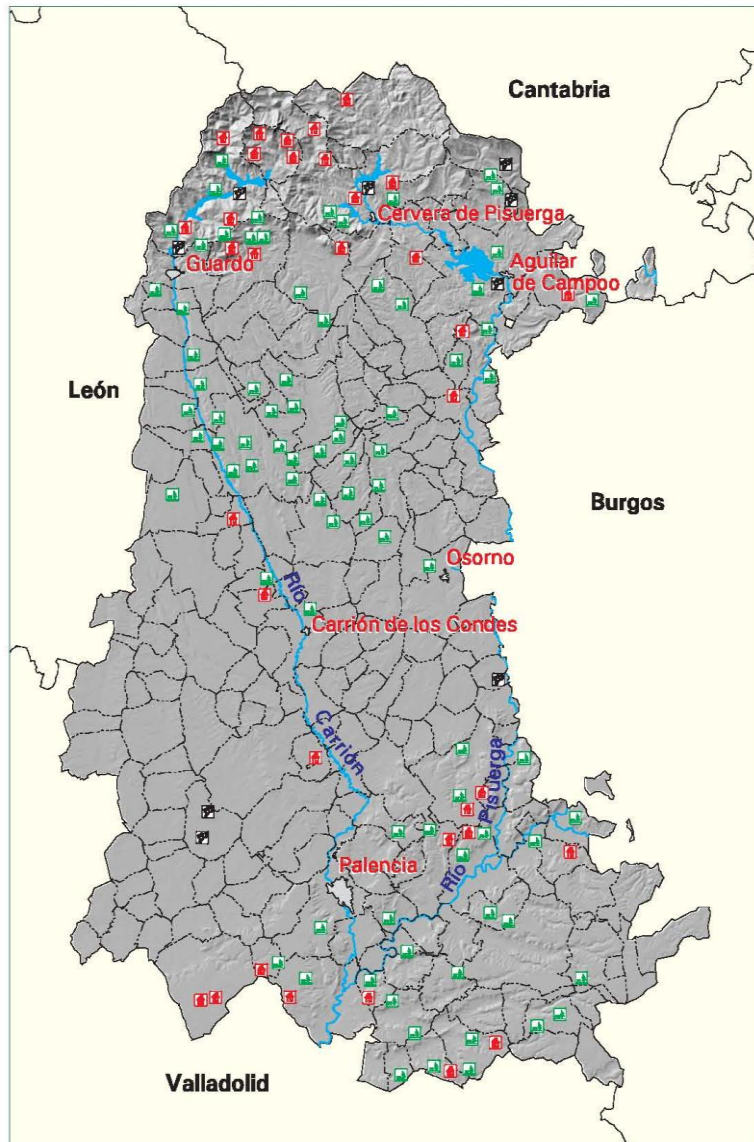 Cantabria
Cervera de Pisuerga
Guardo
Aguilar
de Campoo
León
Burgos
Osorno
Río
Carrión de los Condes
Carrión
Pisuerga
Río
Palencia
Valladolid